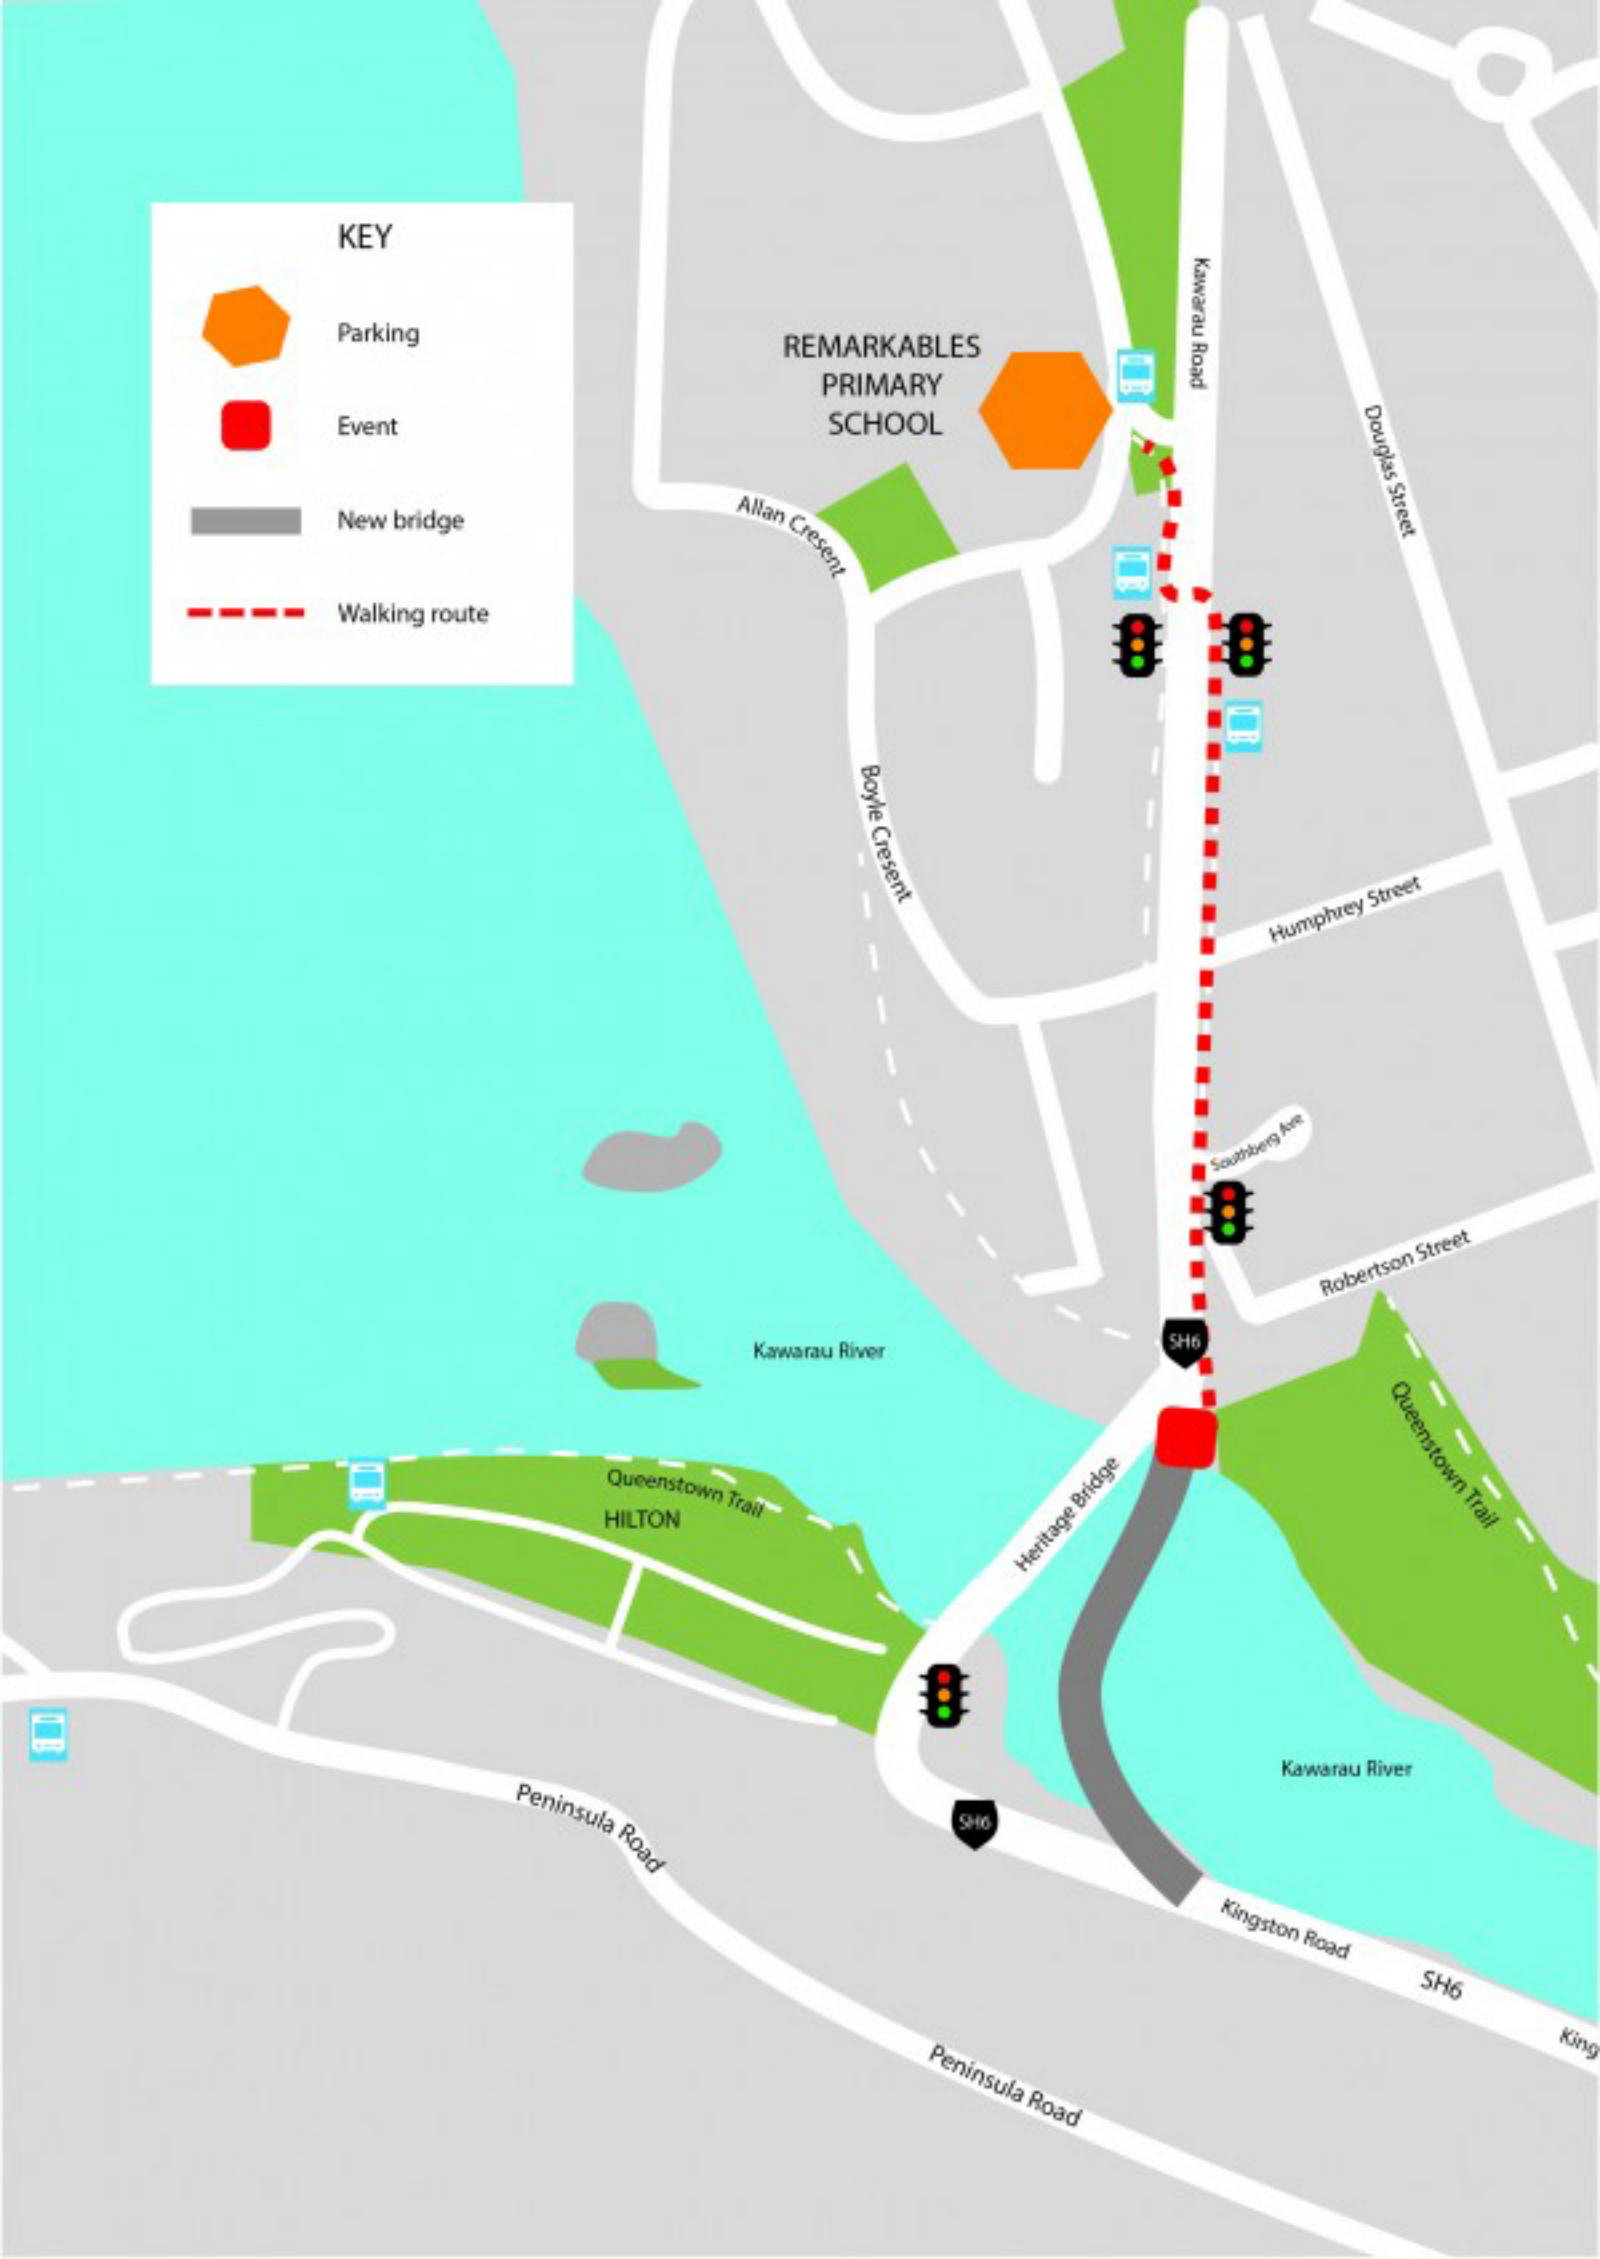 KEY
Parking
Event
New bridge
Walking route
REMARKABLES
PRIMARY
SCHOOL
Kawarau Road
Douglas Street
Allan Cresent
Boyle Cresent
Humphrey Street
Southberg Ave
Robertson Street
SH6
Kawarau River
Queenstown Trail
Queenstown Trail
HILTON
Heritage Bridge
Kawarau River
SH6
Peninsula Road
Kingston Road
SH6
King
Peninsula Road